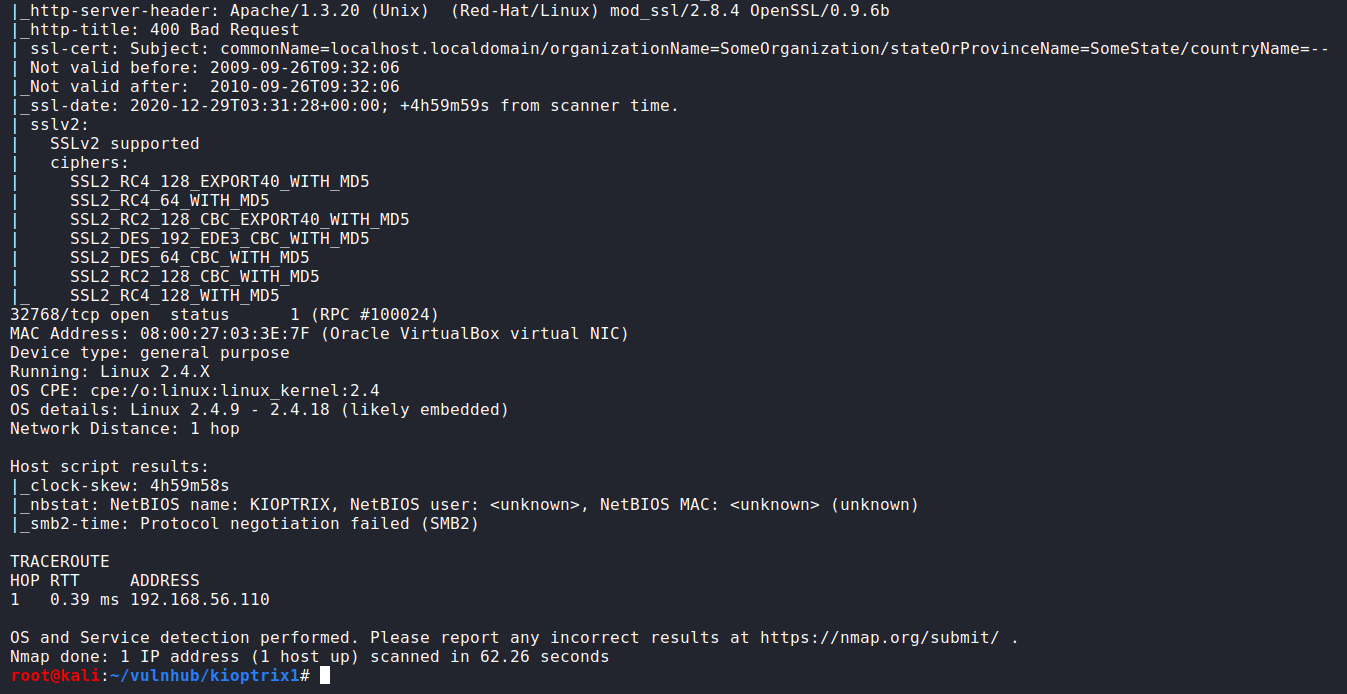 |_http-server-header: Apache/1.3.20 (Unix)  (Red-Hat/Linux) mod_ssl/2.8.4 OpenSSL/0.9.6b
|_http-title: 400 Bad Request
| ssl-cert: Subject: commonName=localhost.localdomain/organizationName=SomeOrganization/stateOrProvinceName=SomeState/countryName=--
| Not valid before: 2009-09-26T09:32:06
|_Not valid after:  2010-09-26T09:32:06
|_ssl-date: 2020-12-29T03:31:28+00:00; +4h59m59s from scanner time.
| sslv2:
|   SSLv2 supported
|   ciphers:
|     SSL2_RC4_128_EXPORT40_WITH_MD5
|     SSL2_RC4_64_WITH_MD5
|     SSL2_RC2_128_CBC_EXPORT40_WITH_MD5
|     SSL2_DES_192_EDE3_CBC_WITH_MD5
|     SSL2_DES_64_CBC_WITH_MD5
|     SSL2_RC2_128_CBC_WITH_MD5
|_    SSL2_RC4_128_WITH_MD5
32768/tcp open  status      1 (RPC #100024)
MAC Address: 08:00:27:03:3E:7F (Oracle VirtualBox virtual NIC)
Device type: general purpose
Running: Linux 2.4.X
OS CPE: cpe:/o:linux:linux_kernel:2.4
OS details: Linux 2.4.9 - 2.4.18 (likely embedded)
Network Distance: 1 hop

Host script results:
|_clock-skew: 4h59m58s
|_nbstat: NetBIOS name: KIOPTRIX, NetBIOS user: <unknown>, NetBIOS MAC: <unknown> (unknown)
|_smb2-time: Protocol negotiation failed (SMB2)

TRACEROUTE
HOP RTT     ADDRESS
1   0.39 ms 192.168.56.110

OS and Service detection performed. Please report any incorrect results at https://nmap.org/submit/ .
Nmap done: 1 IP address (1 host up) scanned in 62.26 seconds
root@kali:~/vulnhub/kioptrix1#